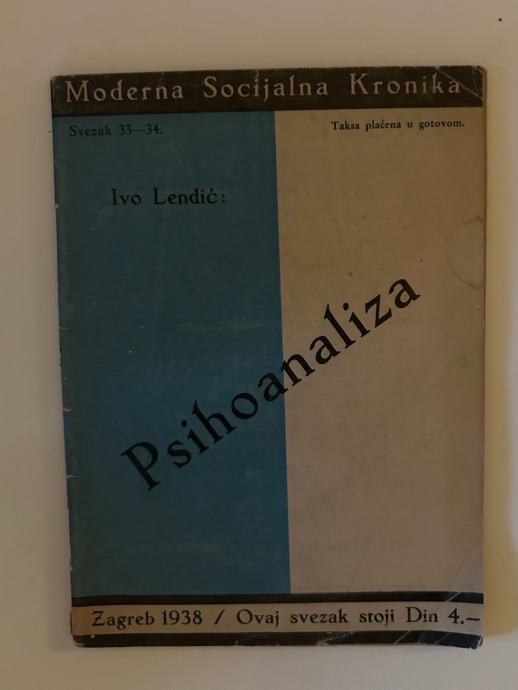 Moderna Socijalna Kronika
Svezak 33—34.
Taksa plaćena u gotovom.
Ivo Lendić:
Psihoanaliza
Zagreb 1938 / Ovaj svezak stoji Din 4.—